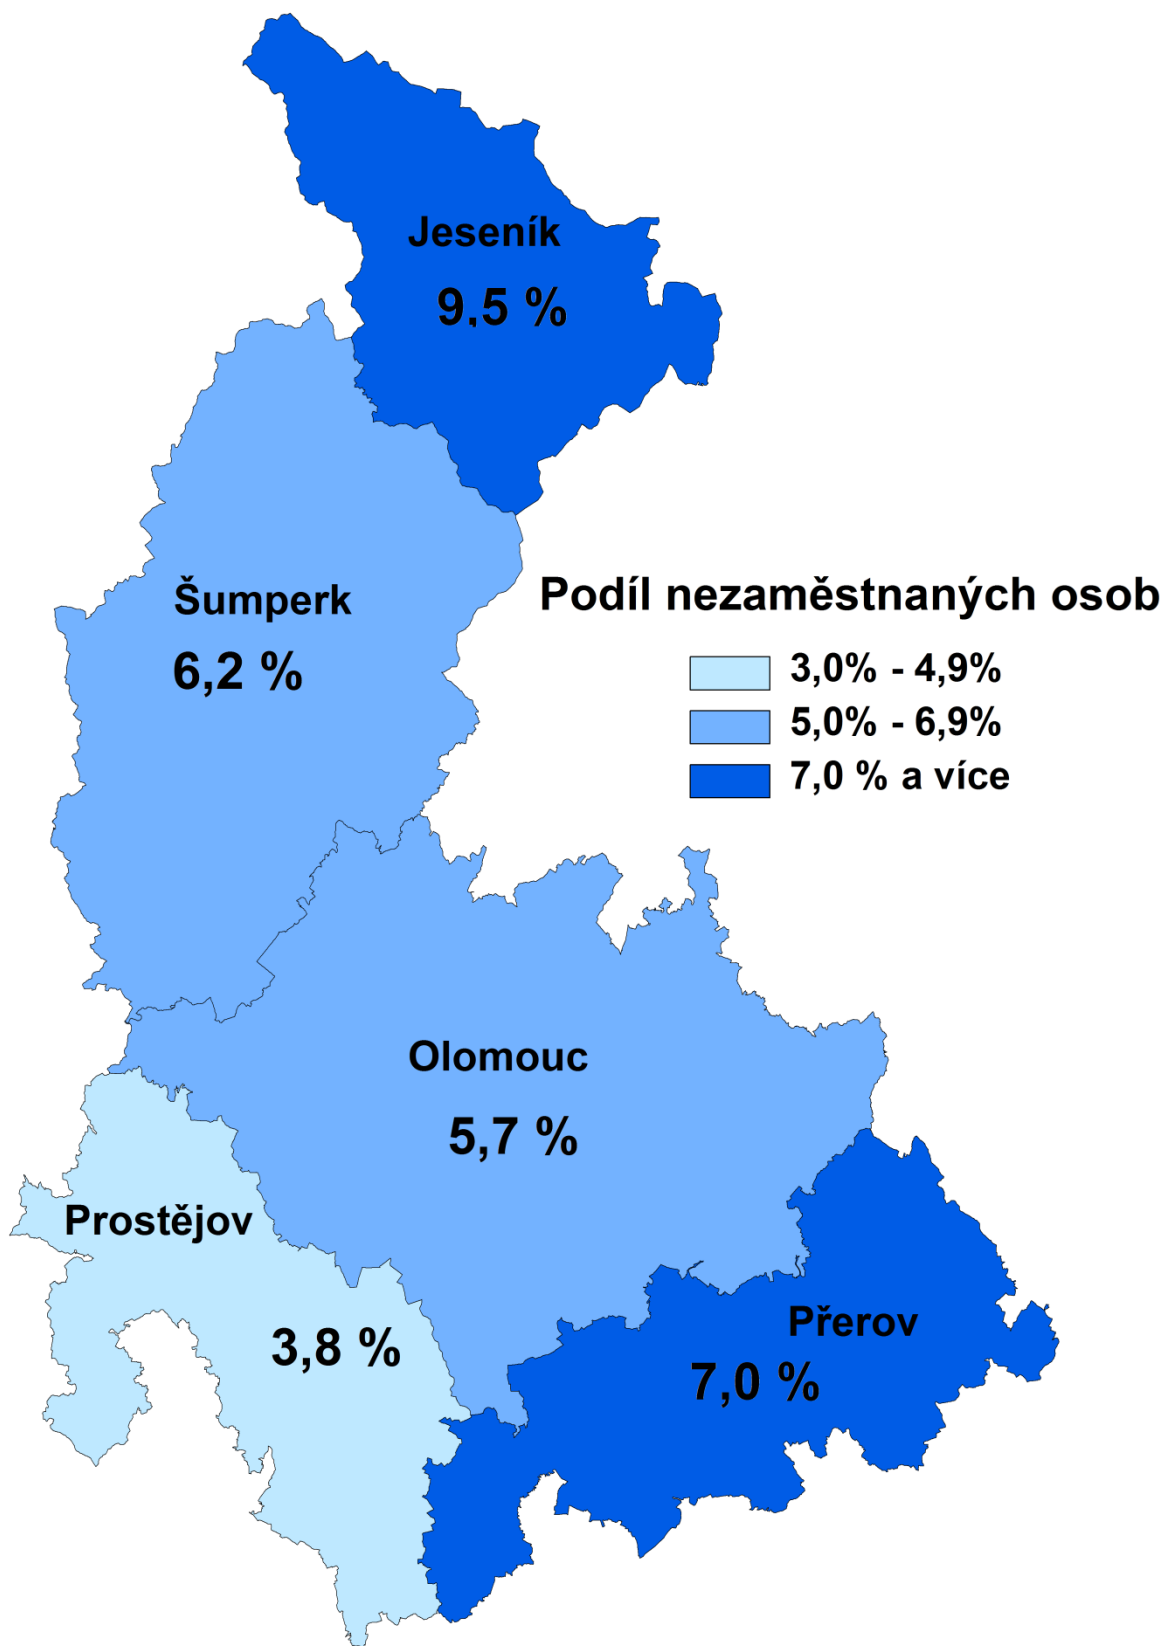 Jeseník
9,5 %
Šumperk
6,2 %
Podíl nezaměstnaných osob
3,0% - 4,9%
5,0% - 6,9%
7,0 % a více
Olomouc
5,7 %
Prostějov
3,8 %
Přerov
7,0 %